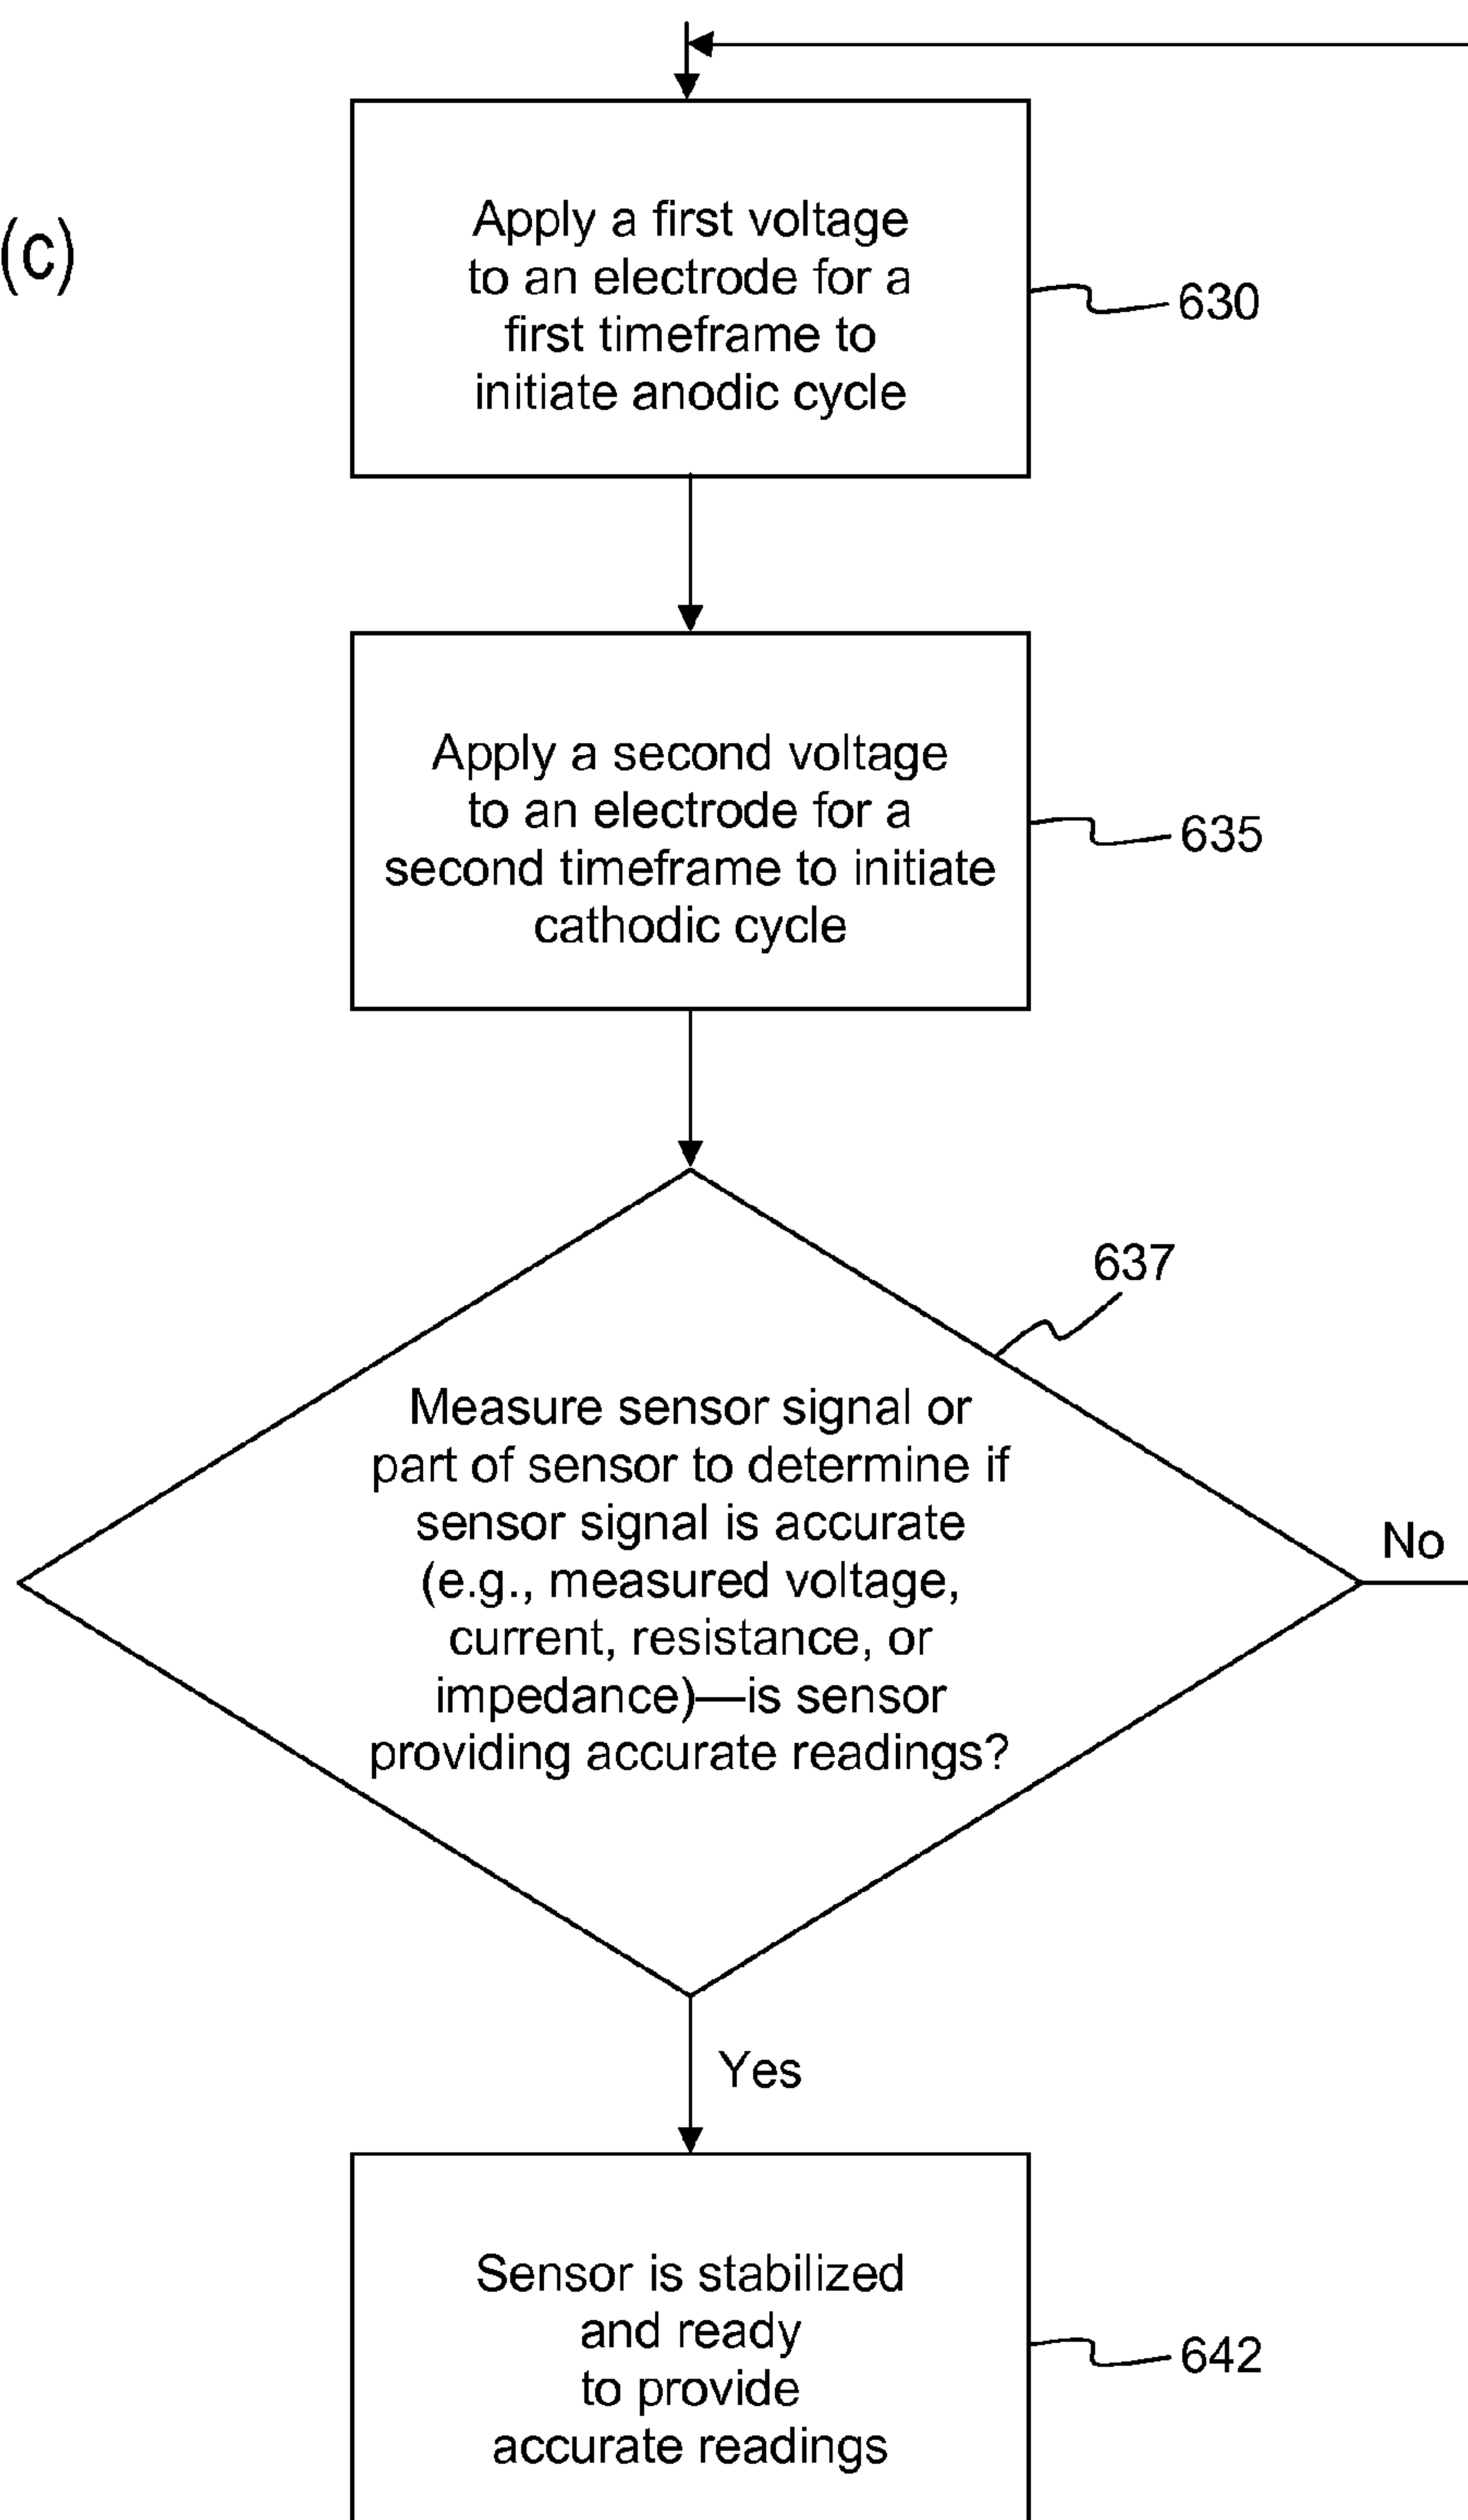 (c)
Apply a first voltage
to an electrode for a
first timeframe to
initiate anodic cycle
630
Apply a second voltage
to an electrode for a
second timeframe to initiate
cathodic cycle
635
637
Measure sensor signal or
part of sensor to determine if
sensor signal is accurate
(e.g., measured voltage,
current, resistance, or
impedance)—is sensor
providing accurate readings?
No
Yes
Sensor is stabilized
and ready
to provide
accurate readings
642